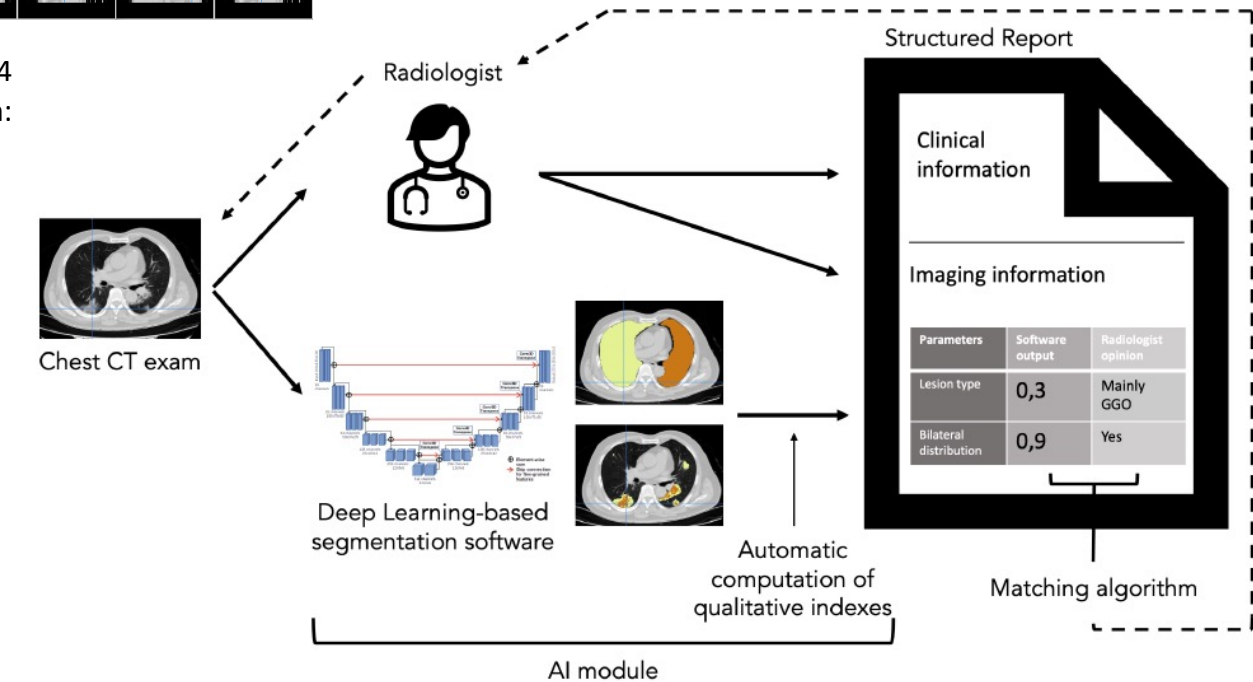 4
n:
Radiologist
Structured Report
Clinical
information
Imaging information
Parameters
Software
output
Radiologist
opinion
Lesion type
0,3
Mainly
GGO
Bilateral
distribution
0,9
Yes
Chest CT exam
Deep Learning-based
segmentation software
Automatic
computation of
qualitative indexes
Matching algorithm
AI module